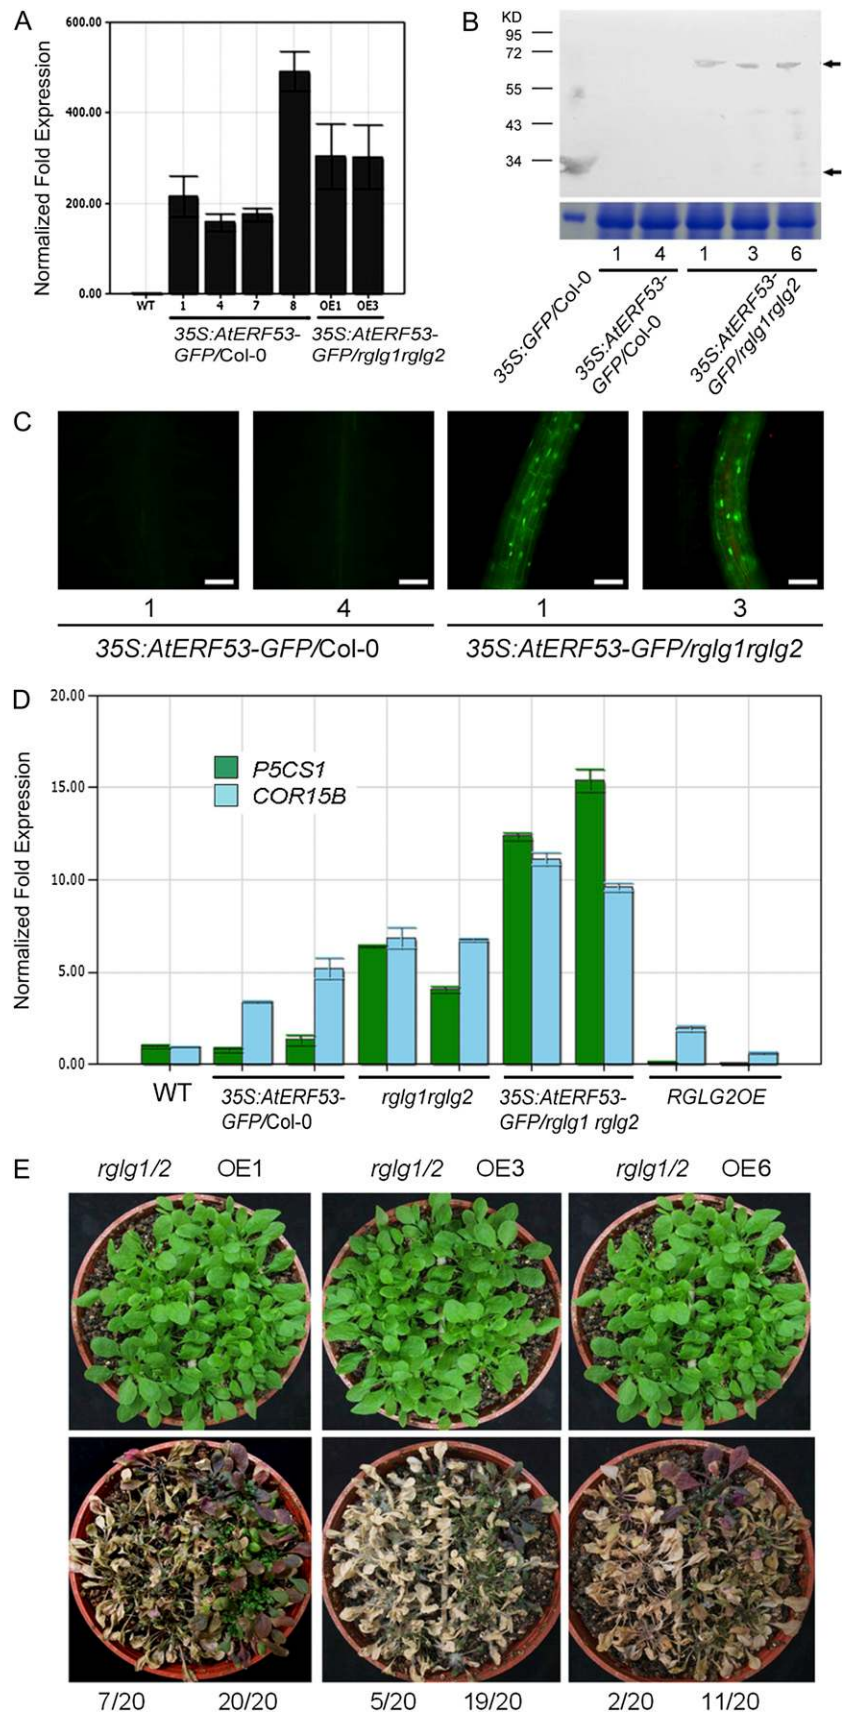 A
Normalized Fold Expression
600.00
400.00
200.00
0.00
WT 1 4 7 8 OE1 OE3
35S:AtERF53-
GFP/Col-0
35S:AtERF53-
GFP/rglg1rglg2
B
KD
95
72
55
43
34
1 4 1 3 6
35S:GFP/Col-0
35S:AtERF53-
GFP/Col-0
35S:AtERF53-
GFP/rglg1rglg2
C
1 4 1 3
35S:AtERF53-GFP/Col-0
35S:AtERF53-GFP/rglg1rglg2
D
Normalized Fold Expression
20.00
15.00
10.00
5.00
0.00
P5CS1
COR15B
WT
35S:AtERF53-
GFP/Col-0
rglg1rglg2
35S:AtERF53-
GFP/rglg1 rglg2
RGLG2OE
E
rglg1/2 OE1
rglg1/2 OE3
rglg1/2 OE6
7/20 20/20
5/20 19/20
2/20 11/20